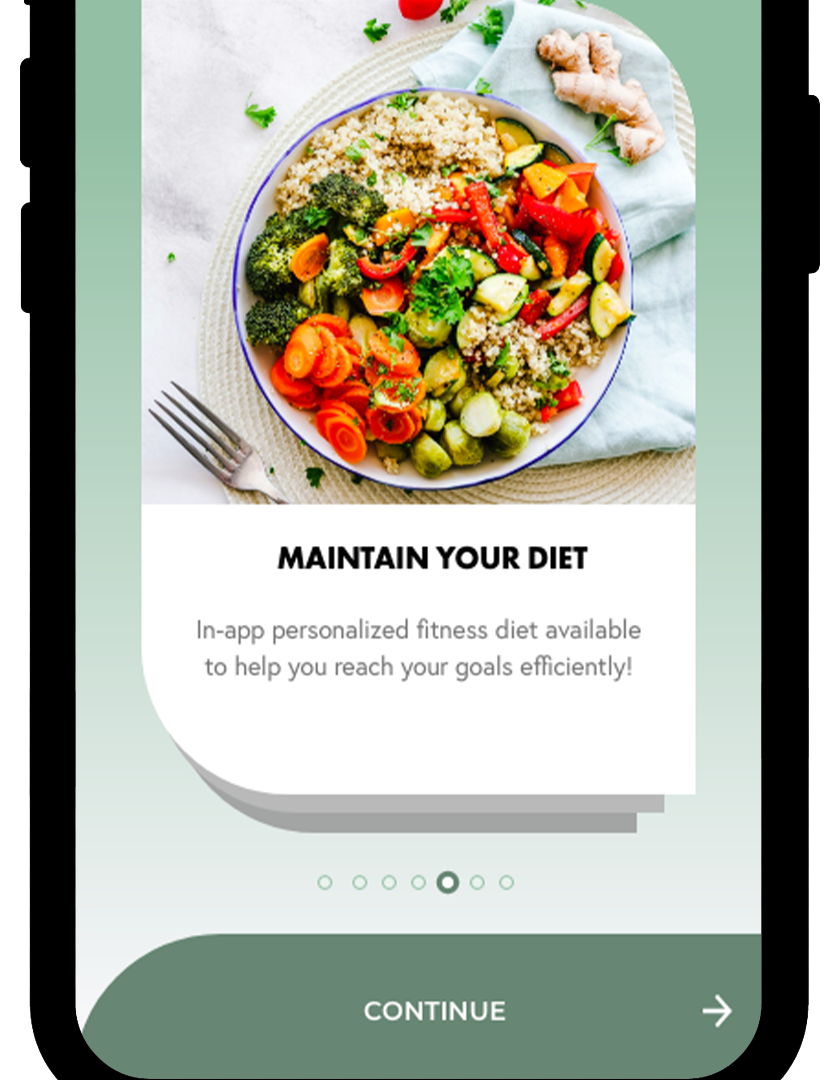 MAINTAIN YOUR DIET
In-app personalized fitness diet available
to help you reach your goals efficiently!
CONTINUE